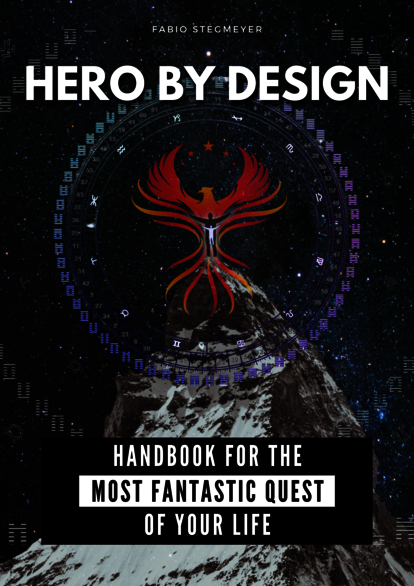 FABIO STEGMEYER
HERO BY DESIGN
HANDBOOK FOR THE
MOST FANTASTIC QUEST
OF YOUR LIFE